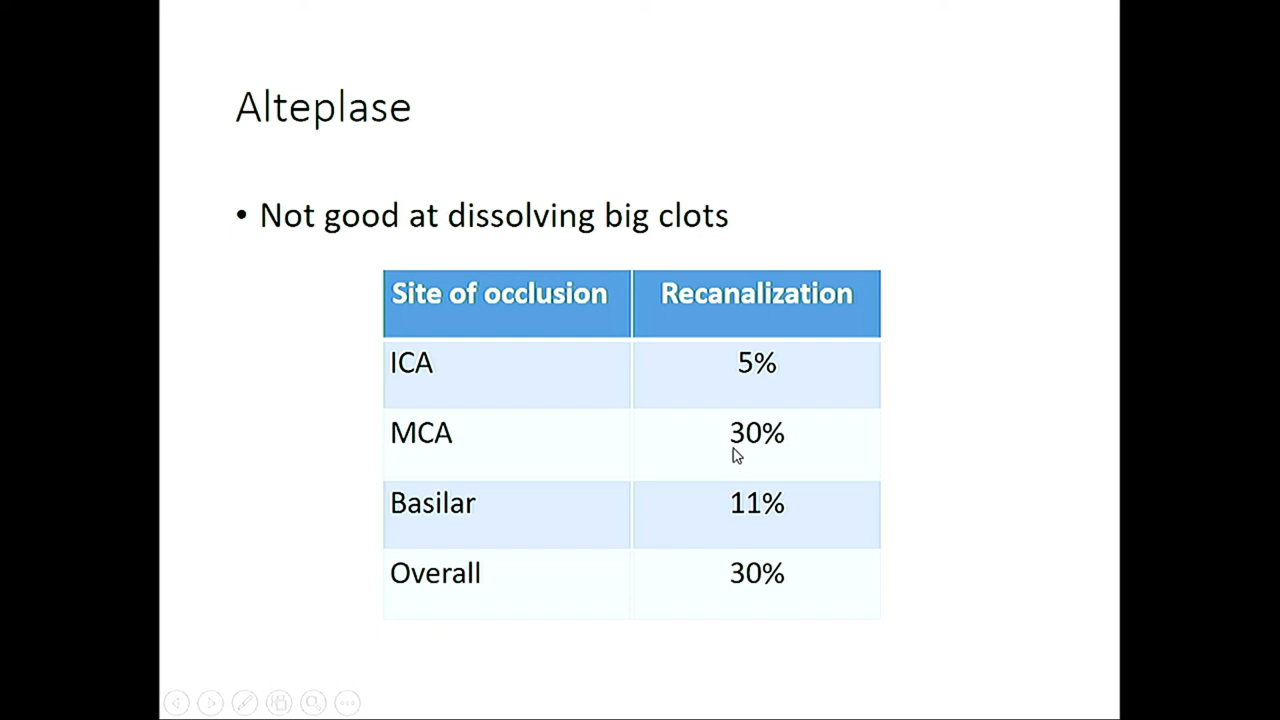 Alteplase
• Not good at dissolving big clots
Site of occlusion Recanalization
ICA 5%
MCA 30%
Basilar 11%
Overall 30%